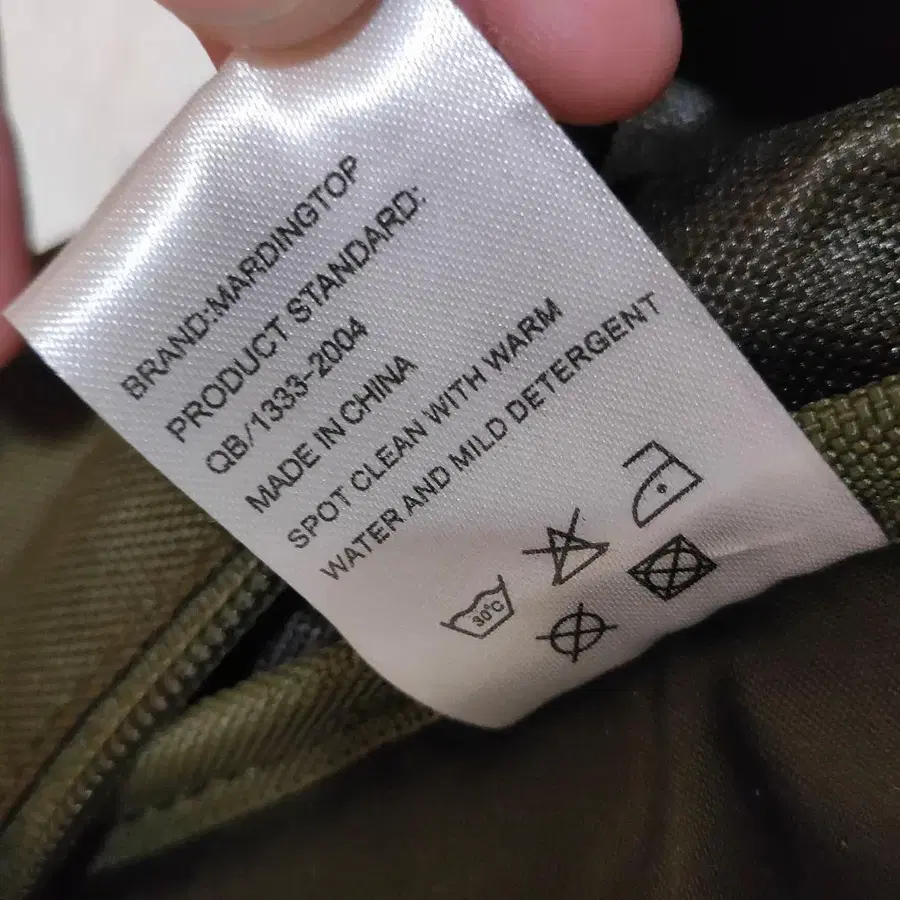 BRAND:MARDINGTOP
PRODUCT STANDARD:
QB/1333-2004
MADE IN CHINA
SPOT CLEAN WITH WARM
WATER AND MILD DETERGENT
30°C